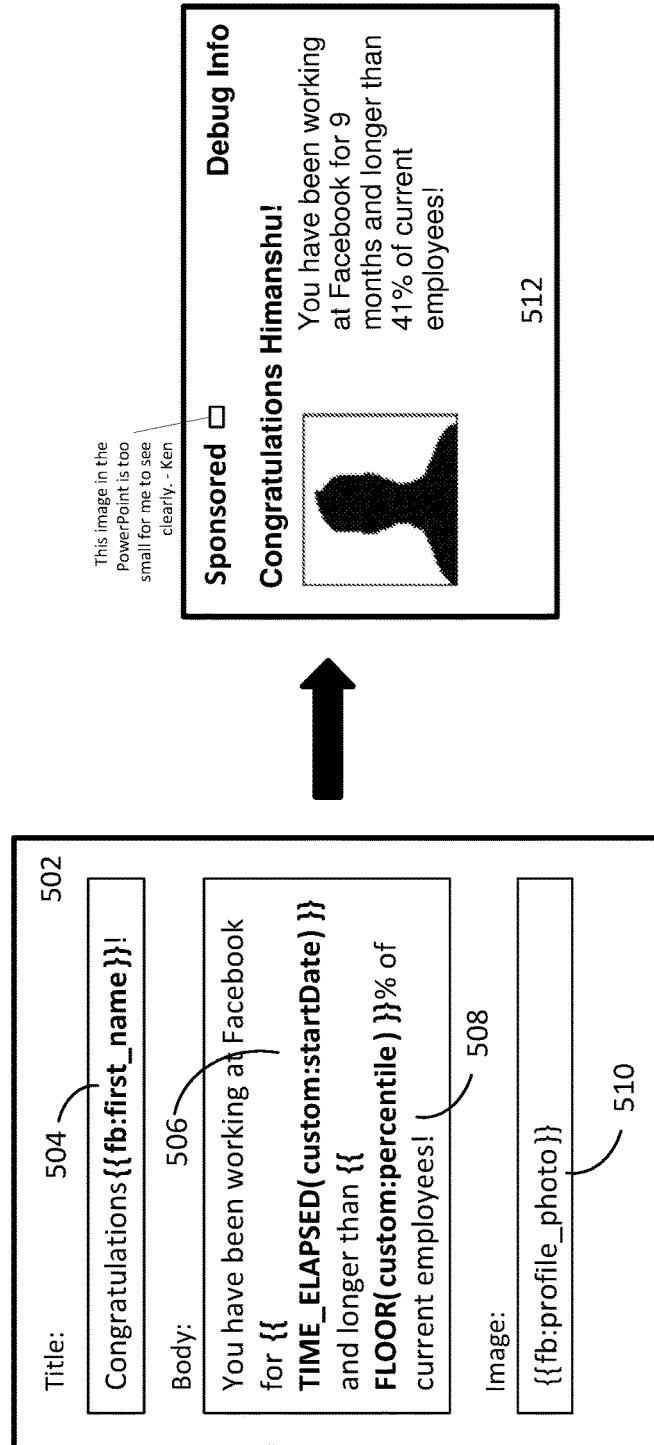 502
Title:
504
Congratulations {{fb:first_name}}!
Body:
506
You have been working at Facebook
for {{
TIME_ELAPSED(custom:startDate) }}
and longer than {{
FLOOR(custom:percentile) }}% of
current employees!
508
Image:
{{fb:profile_photo}}
510
This image in the
PowerPoint is too
small for me to see
clearly. - Ken
Sponsored
Debug Info
Congratulations Himanshu!
You have been working
at Facebook for 9
months and longer than
41% of current
employees!
512